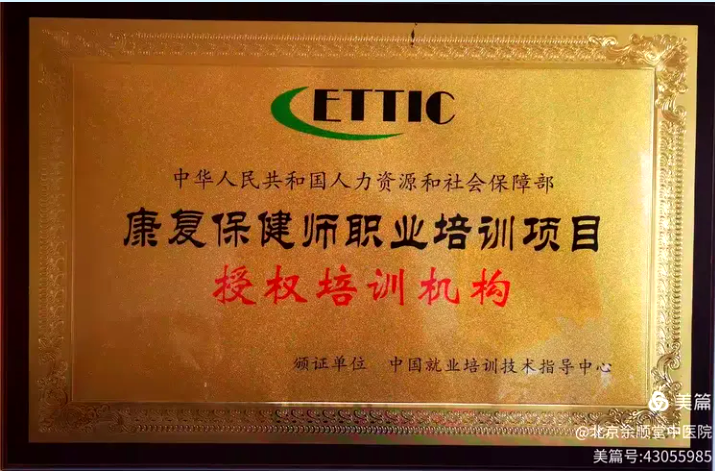 CETTIC
中华人民共和国人力资源和社会保障部
康复保健师职业培训项目
授权培训机构
颁证单位 中国就业培训技术指导中心
美篇
@北京余顺堂中医院
美篇号:43055985